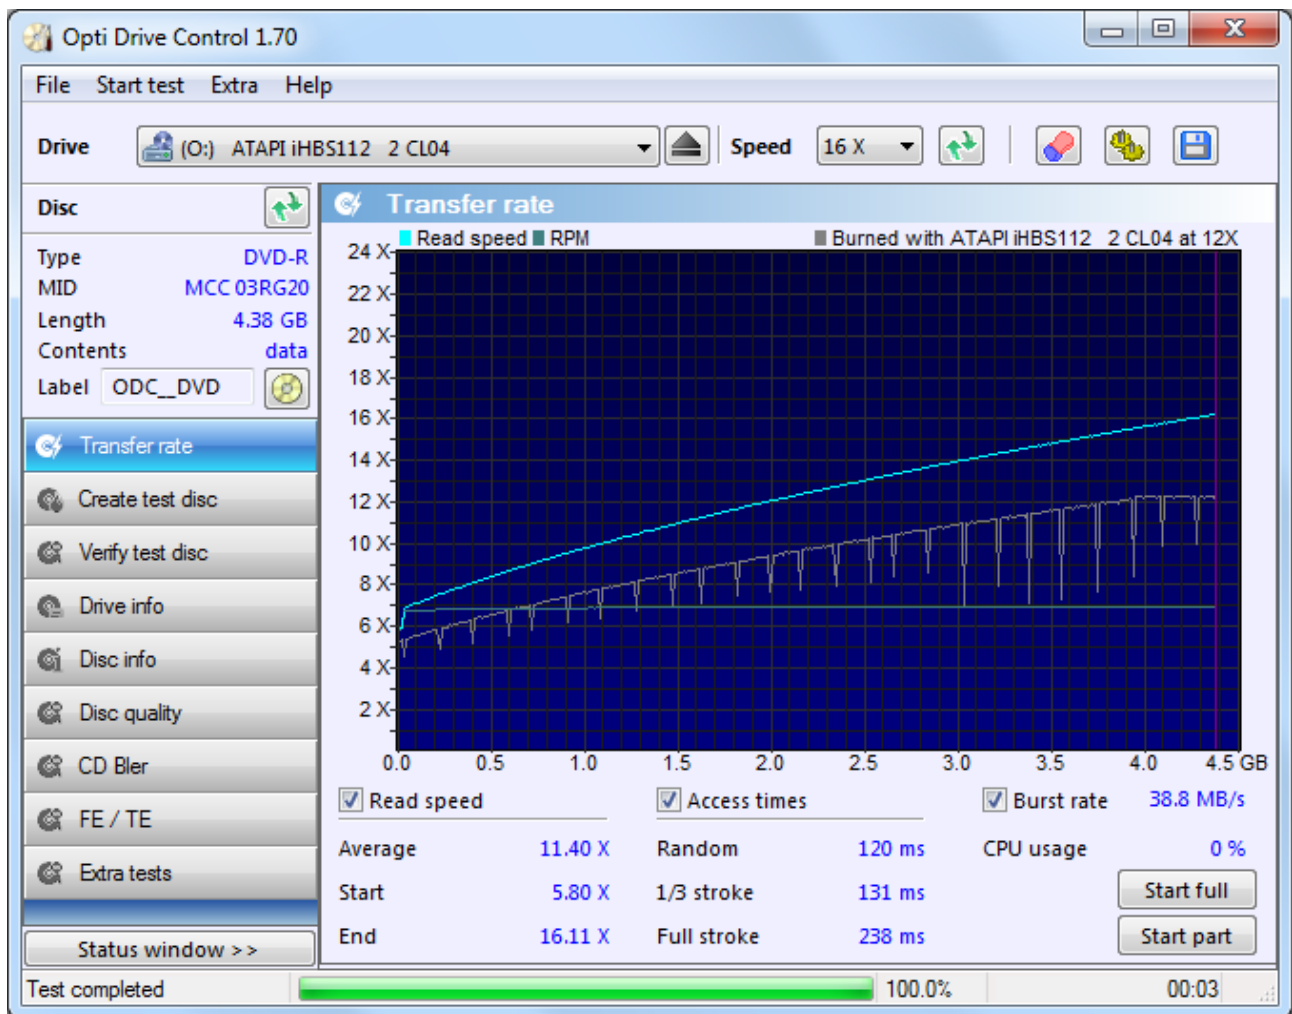 Opti Drive Control 1.70
File Start test Extra Help
Drive (O:) ATAPI iHBS112 2 CL04 Speed 16 X
Disc
Type DVD-R
MID MCC 03RG20
Length 4.38 GB
Contents data
Label ODC__DVD
Transfer rate
Create test disc
Verify test disc
Drive info
Disc info
Disc quality
CD Bler
FE / TE
Extra tests
Status window >>
Transfer rate
Read speed RPM Burned with ATAPI iHBS112 2 CL04 at 12X
24 X
22 X
20 X
18 X
16 X
14 X
12 X
10 X
8 X
6 X
4 X
2 X
0.0 0.5 1.0 1.5 2.0 2.5 3.0 3.5 4.0 4.5 GB
Read speed Access times Burst rate 38.8 MB/s
Average 11.40 X Random 120 ms CPU usage 0 %
Start 5.80 X 1/3 stroke 131 ms Start full
End 16.11 X Full stroke 238 ms Start part
Test completed 100.0% 00:03